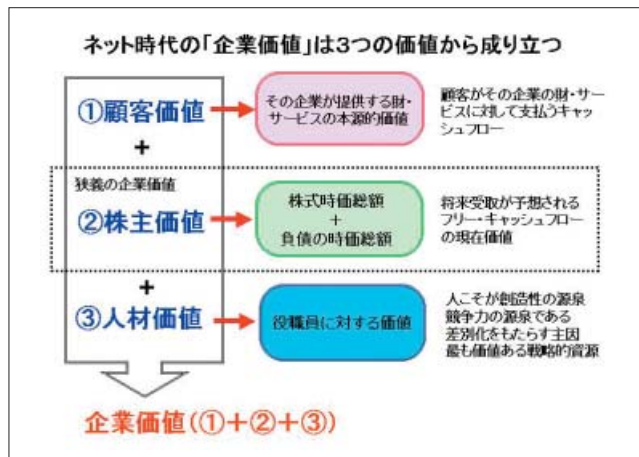 ネット時代の「企業価値」は3つの価値から成り立つ
①顧客価値
その企業が提供する財・
サービスの本源的価値
顧客がその企業の財・サー
ビスに対して支払うキャッ
シュフロー
+
狭義の企業価値
②株主価値
株式時価総額
+
負債の時価総額
将来受取が予想される
フリー・キャッシュフロー
の現在価値
+
③人材価値
役職員に対する価値
人こそが創造性の源泉
競争力の源泉である
差別化をもたらす主因
最も価値ある戦略的資源
企業価値(①+②+③)